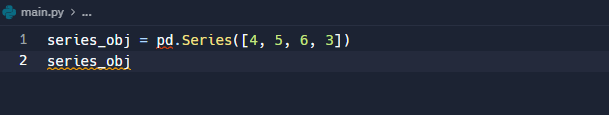 main.py > ...
1 series_obj = pd.Series([4, 5, 6, 3])
2 series_obj